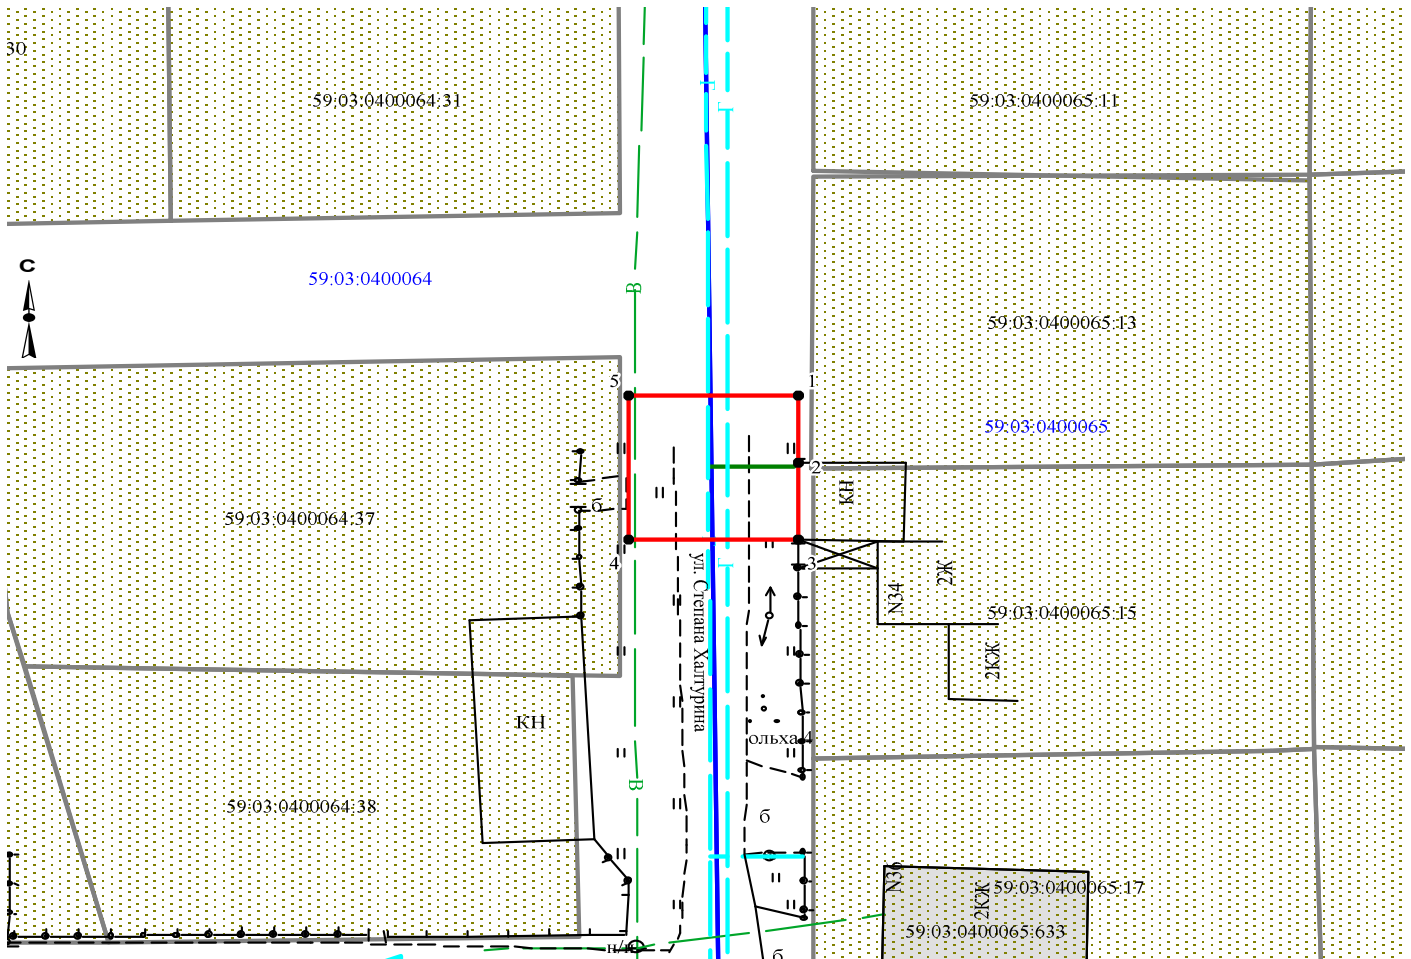 30
59:03:0400064:31
59:03:0400065:11
Т
Т
С
59:03:0400064
В
59:03:0400065:13
5
1
59:03:0400065
2
КН
б
59:03:0400064:37
4
3
Т
ул. Степана Халтурина
2Ж
N34
59:03:0400065:15
2КЖ
КН
ольха 4
В
59:03:0400064:38
б
N36
2КЖ
59:03:0400065:17
59:03:0400065:633
н/п
б